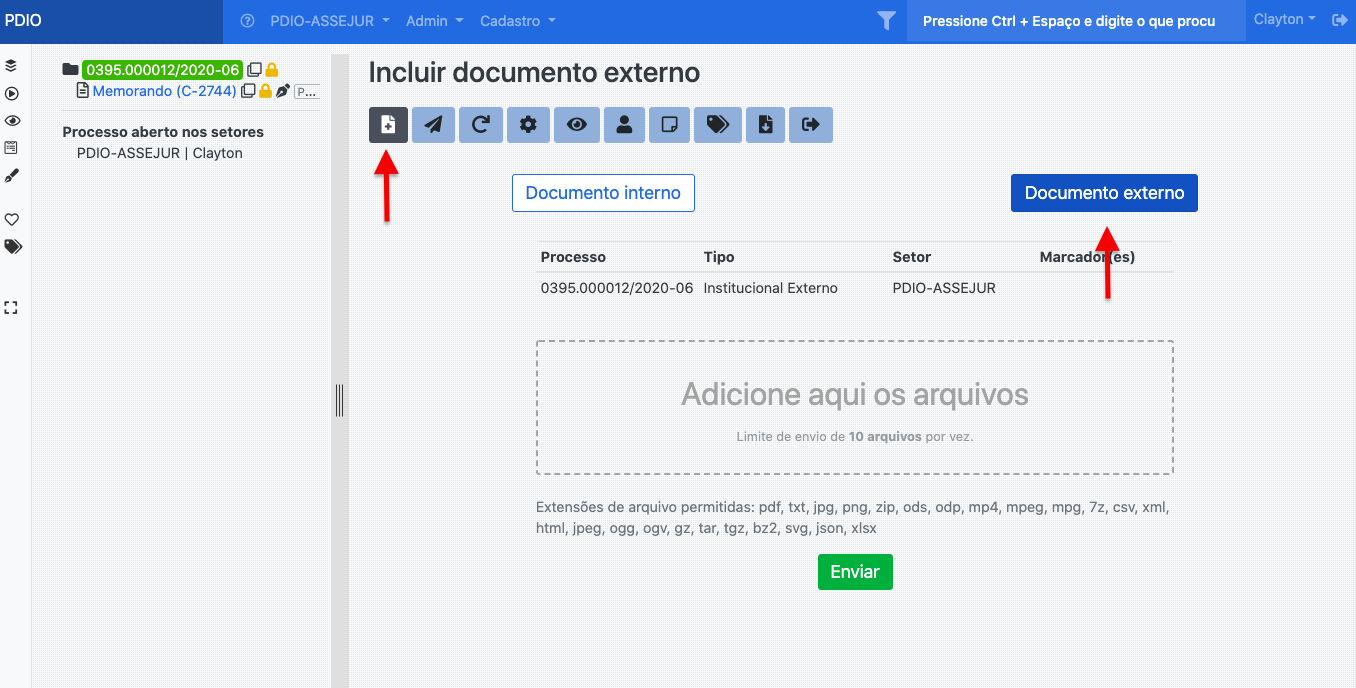 PDIO
PDIO-ASSEJUR
Admin
Cadastro
Pressione Ctrl + Espaço e digite o que procu
Clayton
0395.000012/2020-06
Memorando (C-2744)
P...
Processo aberto nos setores
PDIO-ASSEJUR | Clayton
Incluir documento externo
Documento interno
Documento externo
Processo Tipo Setor Marcador(es)
0395.000012/2020-06 Institucional Externo PDIO-ASSEJUR
Adicione aqui os arquivos
Limite de envio de 10 arquivos por vez.
Extensões de arquivo permitidas: pdf, txt, jpg, png, zip, ods, odp, mp4, mpeg, mpg, 7z, csv, xml,
html, jpeg, ogg, ogv, gz, tar, tgz, bz2, svg, json, xlsx
Enviar